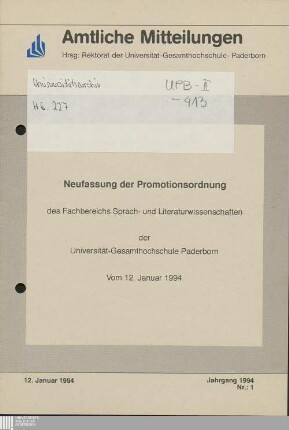 Amtliche Mitteilungen
Hrsg: Rektorat der Universität-Gesamthochschule- Paderborn
Universitätsarchiv
UPB - II
- 913
Neufassung der Promotionsordnung
des Fachbereichs Sprach- und Literaturwissenschaften
der
Universität-Gesamthochschule Paderborn
Vom 12. Januar 1994
12. Januar 1994
Jahrgang 1994
Nr.: 1